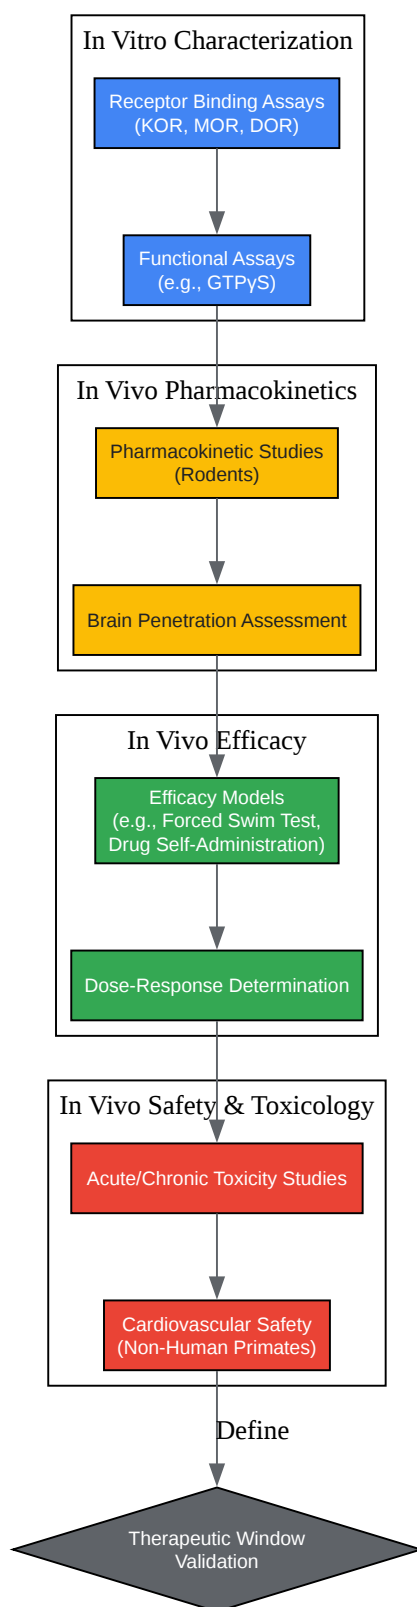 In Vitro Characterization
Receptor Binding Assays
(KOR, MOR, DOR)
Functional Assays
(e.g., GTPγS)
In Vivo Pharmacokinetics
Pharmacokinetic Studies
(Rodents)
Brain Penetration Assessment
In Vivo Efficacy
Efficacy Models
(e.g., Forced Swim Test,
Drug Self-Administration)
Dose-Response Determination
In Vivo Safety & Toxicology
Acute/Chronic Toxicity Studies
Cardiovascular Safety
(Non-Human Primates)
Define
Therapeutic Window
Validation